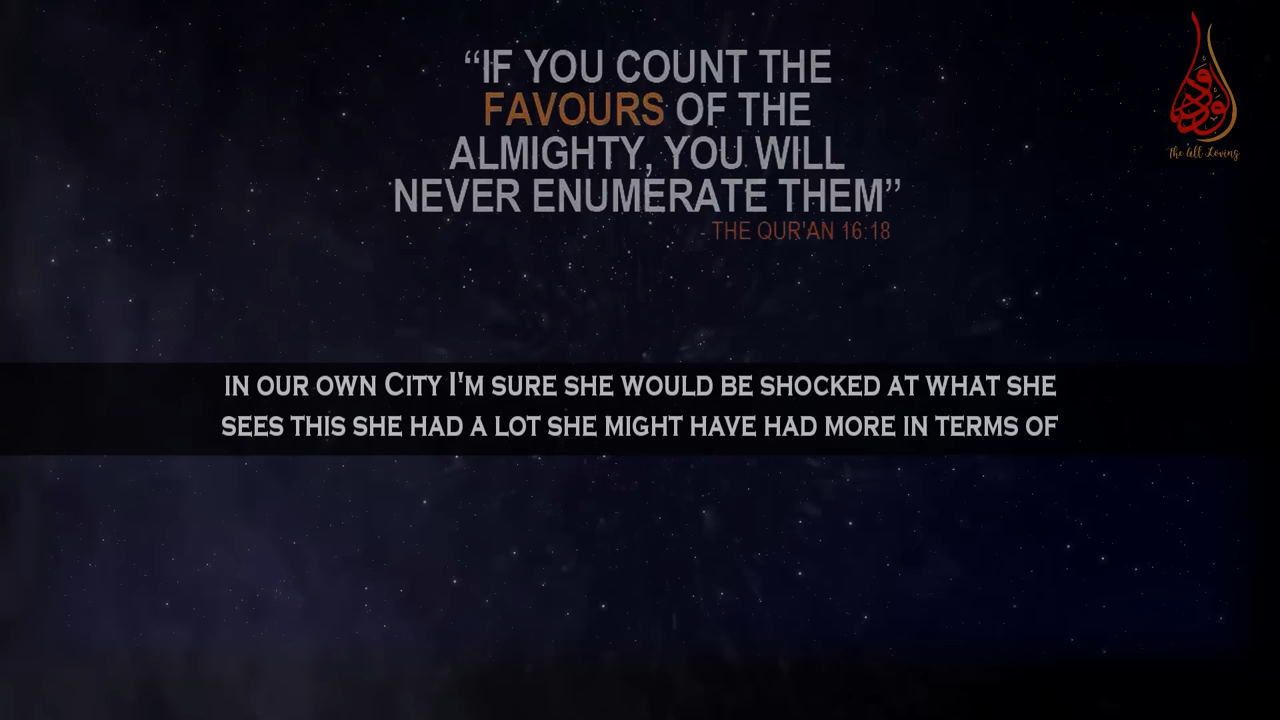 “IF YOU COUNT THE
FAVOURS OF THE
ALMIGHTY, YOU WILL
NEVER ENUMERATE THEM”
- THE QUR'AN 16:18
The All Loving
IN OUR OWN CITY I'M SURE SHE WOULD BE SHOCKED AT WHAT SHE
SEES THIS SHE HAD A LOT SHE MIGHT HAVE HAD MORE IN TERMS OF